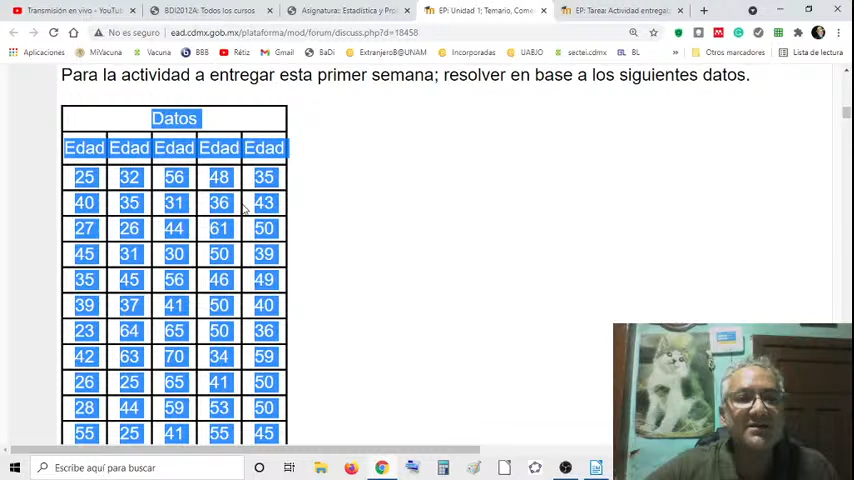 Transmisión en vivo - YouTu
BDI2012A: Todos los cursos
Asignatura: Estadística y Pro
EP: Unidad 1; Temario, Come
EP: Tarea: Actividad entregab
No es seguro
ead.cdmx.gob.mx/plataforma/mod/forum/discuss.php?d=18458
Aplicaciones
MiVacuna
Vacuna
BBB
Rétiz
Gmail
BaDi
ExtranjeroB@UNAM
Incorporadas
UABJO
sectei.cdmx
BL
»
Otros marcadores
Lista de lectura
Para la actividad a entregar esta primer semana; resolver en base a los siguientes datos.
Datos
Edad Edad Edad Edad Edad
25 32 56 48 35
40 35 31 36 43
27 26 44 61 50
45 31 30 50 39
35 45 56 46 49
39 37 41 50 40
23 64 65 50 36
42 63 70 34 59
26 25 65 41 50
28 44 59 53 50
55 25 41 55 45
Escribe aquí para buscar